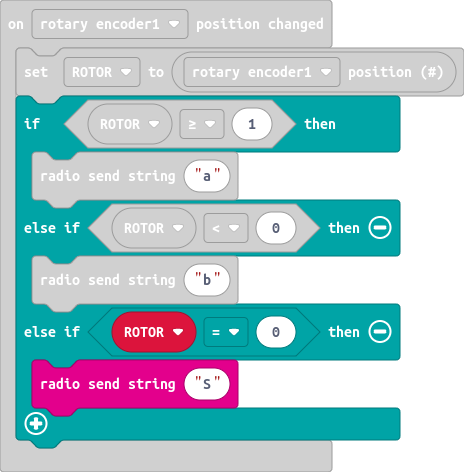 on rotary encoder1 position changed
set ROTOR to rotary encoder1 position (#)
if ROTOR ≥ 1 then
radio send string "a"
else if ROTOR < 0 then
radio send string "b"
else if ROTOR = 0 then
radio send string "S"